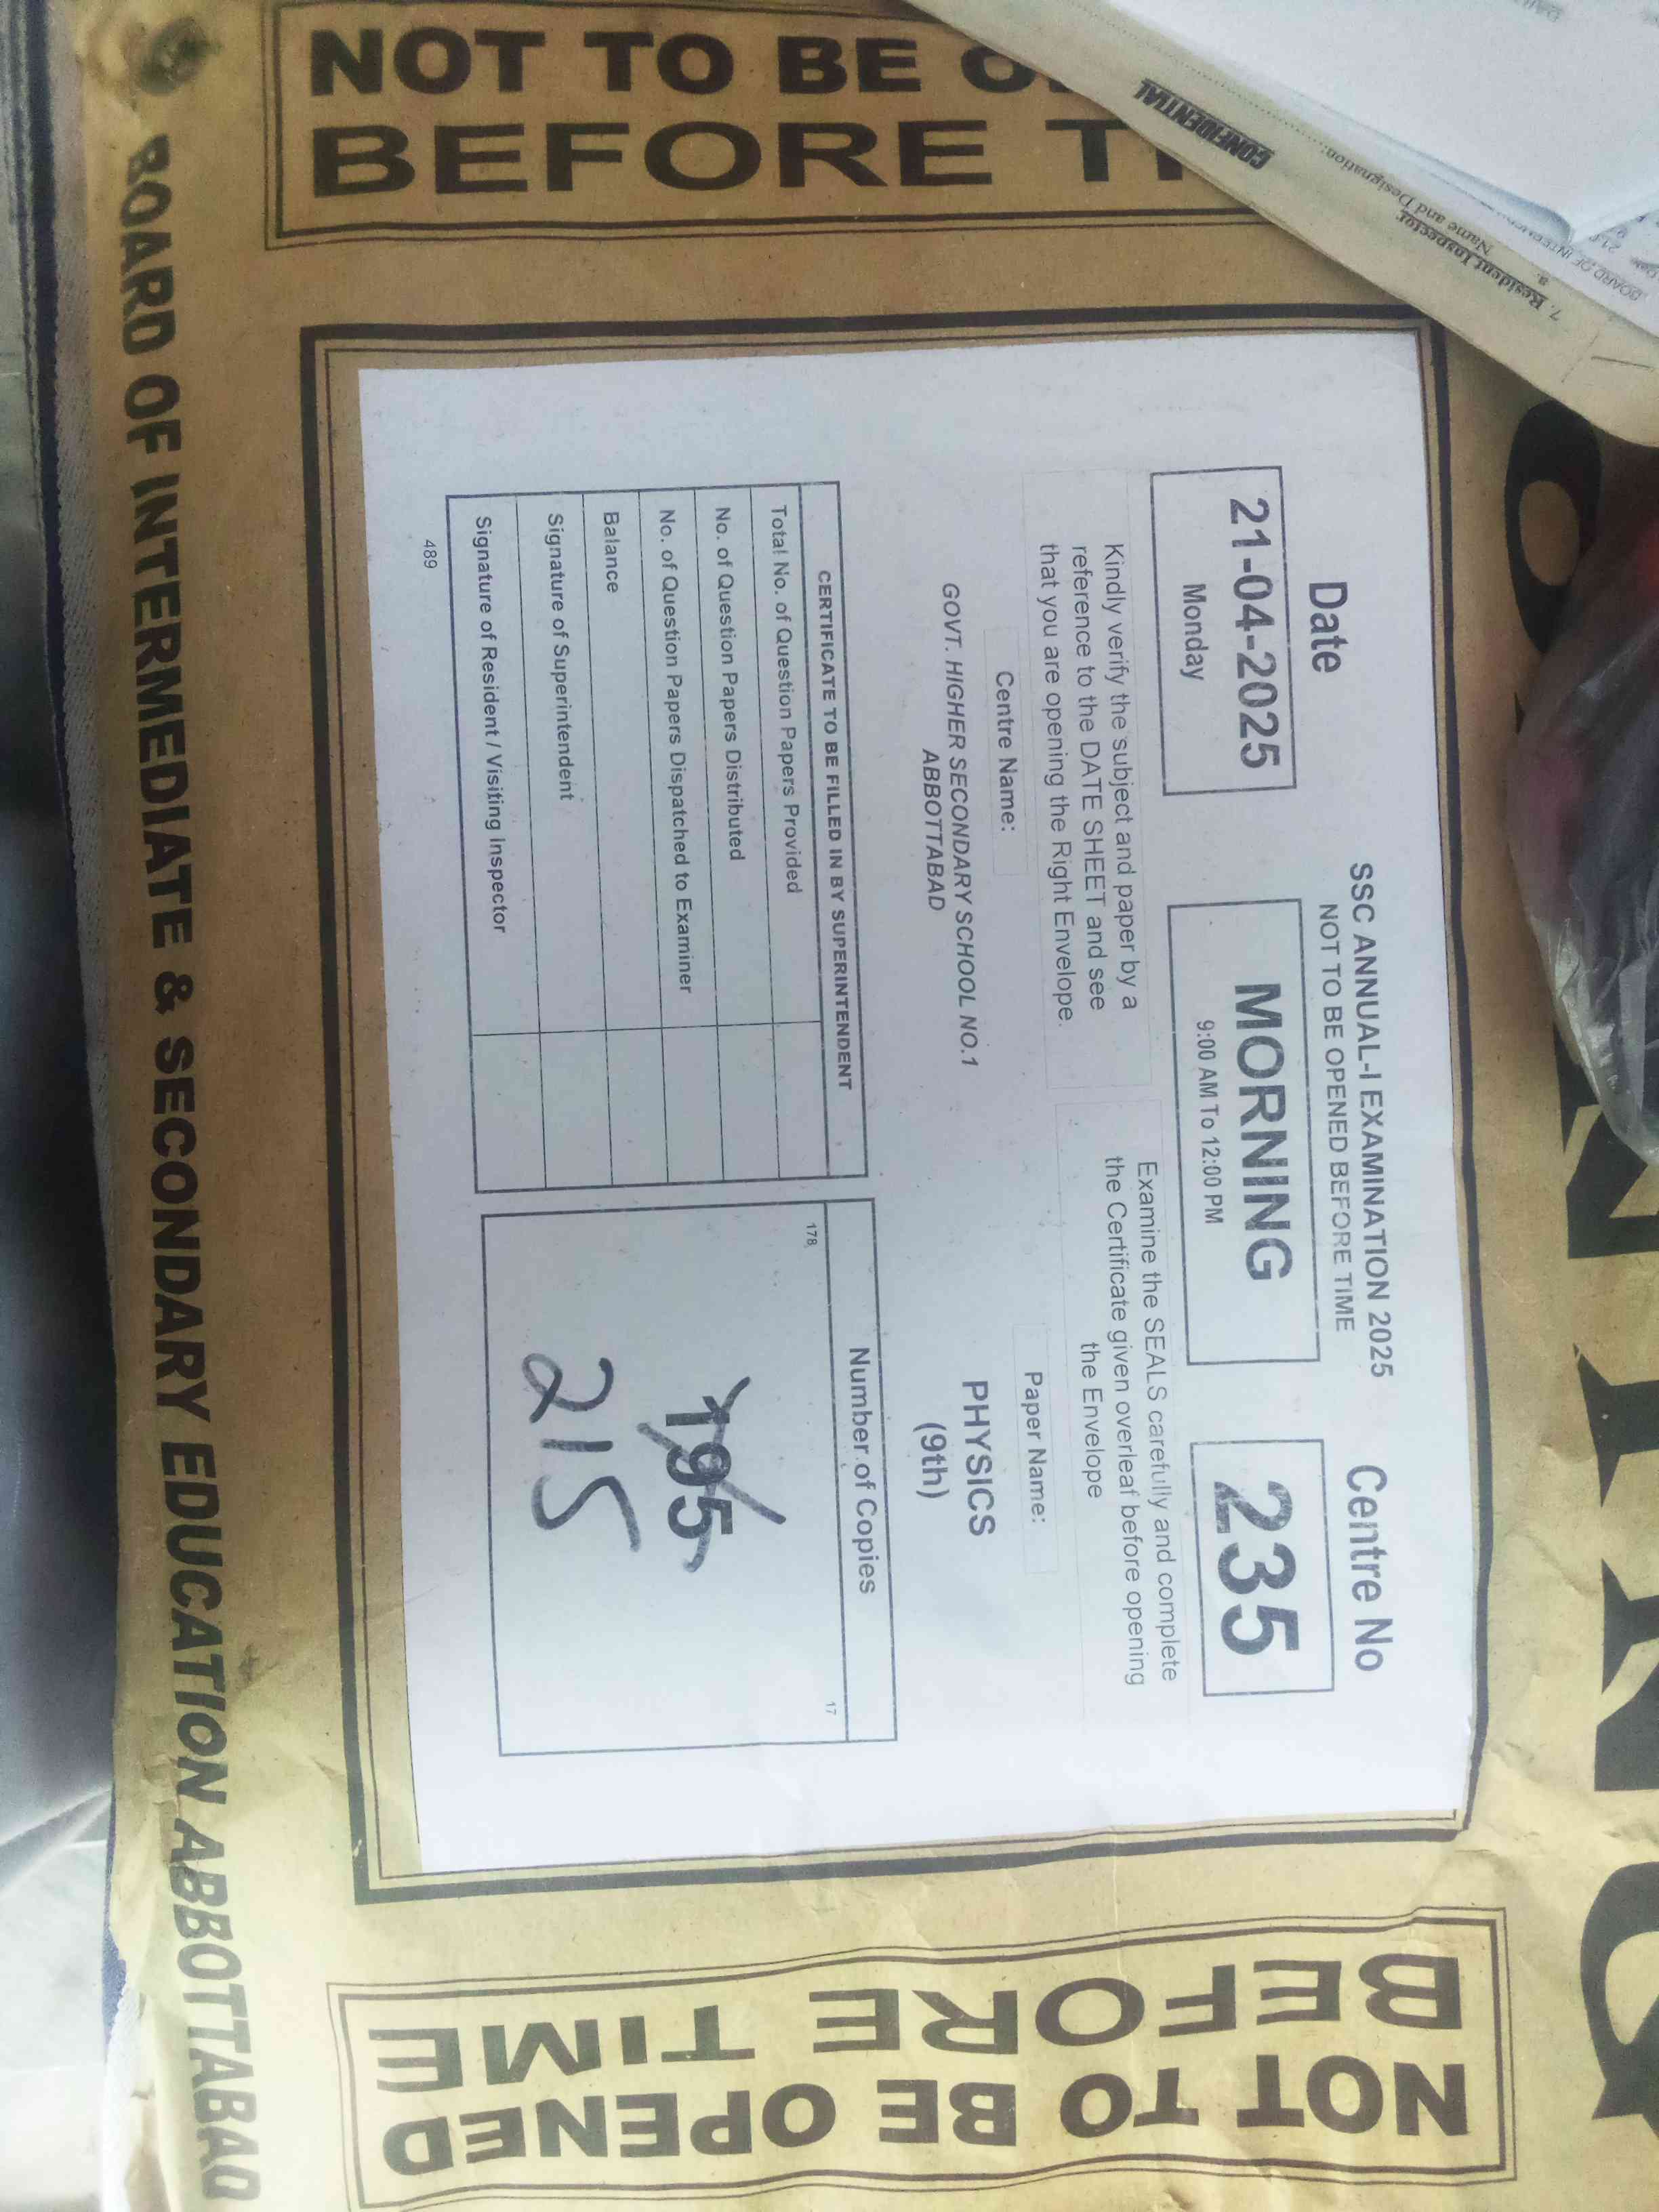 NOT TO BE
BEFORE
CONFIDENTIAL
7. Resident Inspector
a. Name and Designation:
BOARD OF
SSC ANNUAL-I EXAMINATION 2025
NOT TO BE OPENED BEFORE TIME
Date
Centre No
21-04-2025
Monday
MORNING
9:00 AM To 12:00 PM
235
Kindly verify the subject and paper by a
reference to the DATE SHEET and see
that you are opening the Right Envelope.
Examine the SEALS carefully and complete
the Certificate given overleaf before opening
the Envelope
Centre Name:
GOVT. HIGHER SECONDARY SCHOOL NO.1
ABBOTTABAD
Paper Name:
PHYSICS
(9th)
CERTIFICATE TO BE FILLED IN BY SUPERINTENDENT
Total No. of Question Papers Provided
No. of Question Papers Distributed
No. of Question Papers Dispatched to Examiner
Balance
Signature of Superintendent
Signature of Resident / Visiting Inspector
489
Number of Copies
178
17
195
215
NOT TO BE OPENED
BEFORE TIME
BOARD OF INTERMEDIATE & SECONDARY EDUCATION ABBOTTABAD